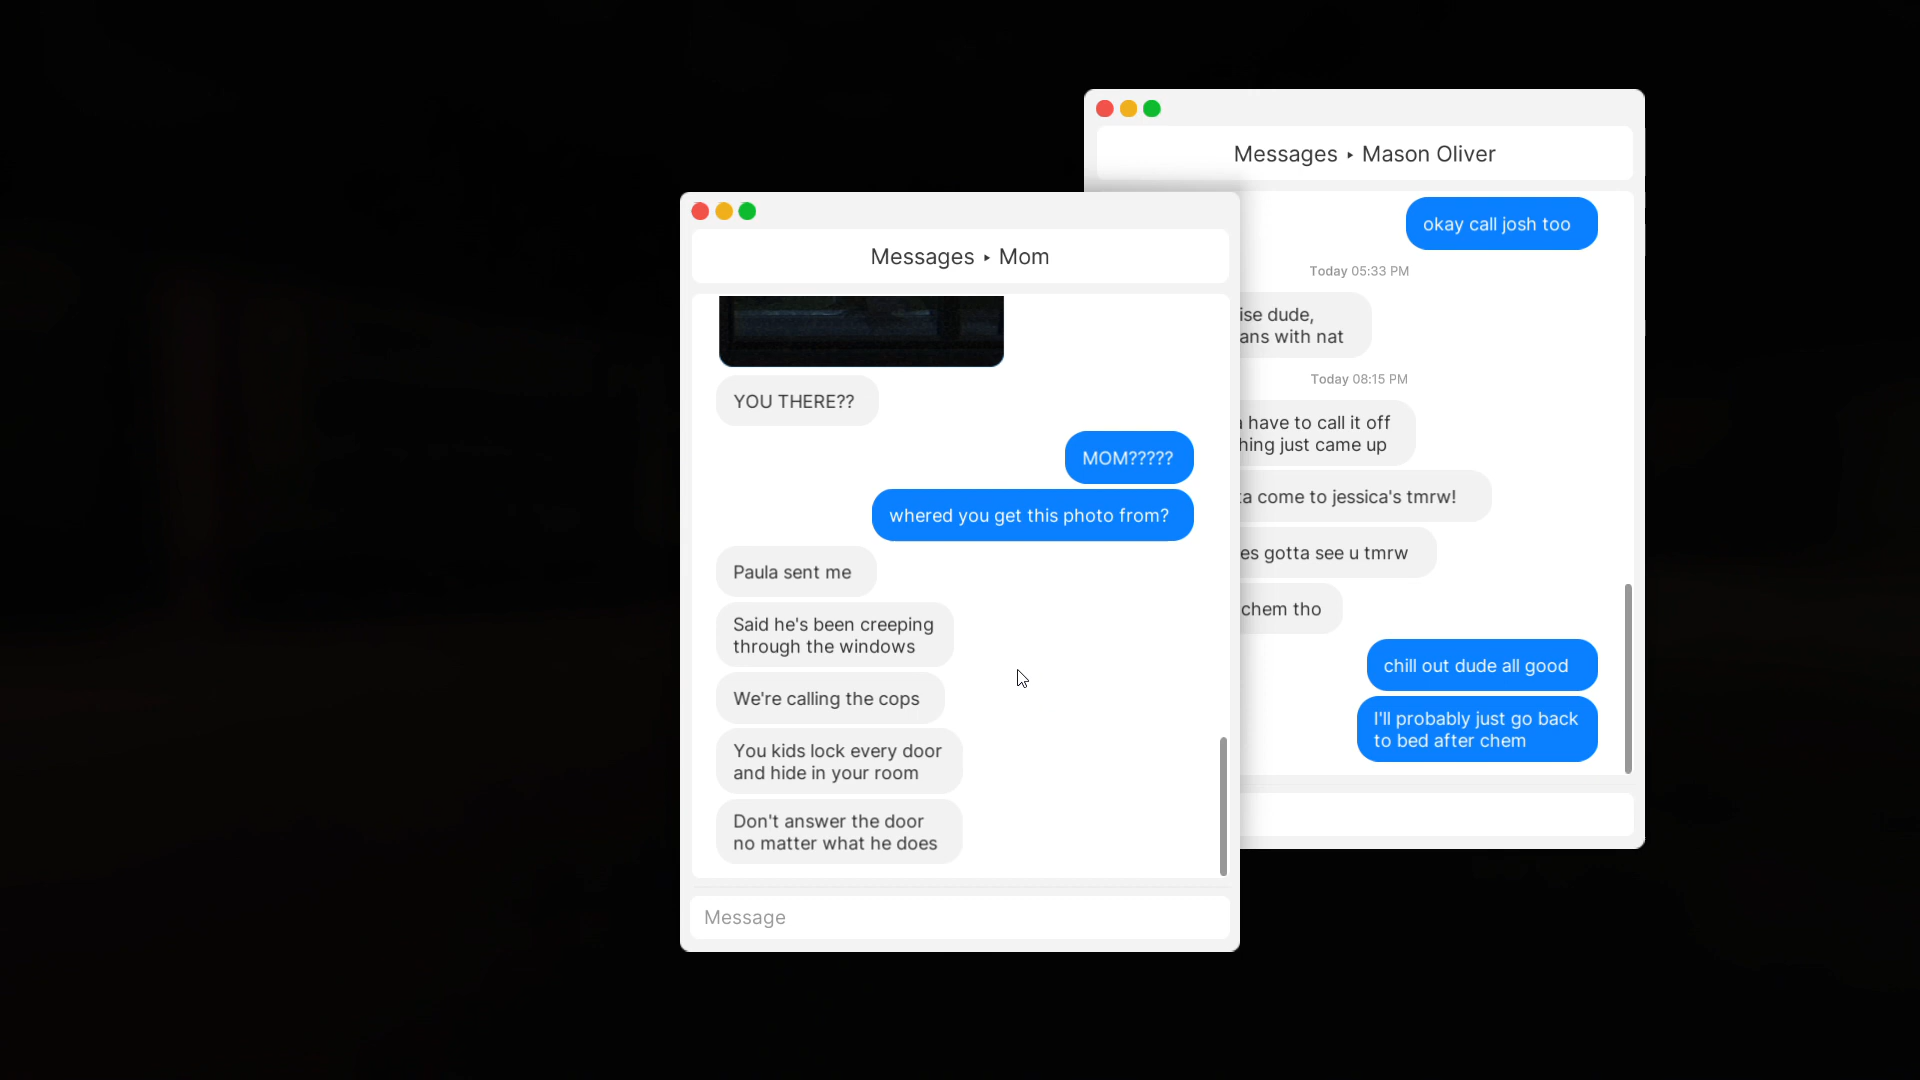 Messages ‣ Mom
YOU THERE??
MOM?????
whered you get this photo from?
Paula sent me
Said he's been creeping
through the windows
We're calling the cops
You kids lock every door
and hide in your room
Don't answer the door
no matter what he does
Message
Messages ‣ Mason Oliver
okay call josh too
Today 05:33 PM
dude,
with nat
Today 08:15 PM
have to call it off
just came up
come to jessica's tmrw!
gotta see u tmrw
chem tho
chill out dude all good
I'll probably just go back
to bed after chem